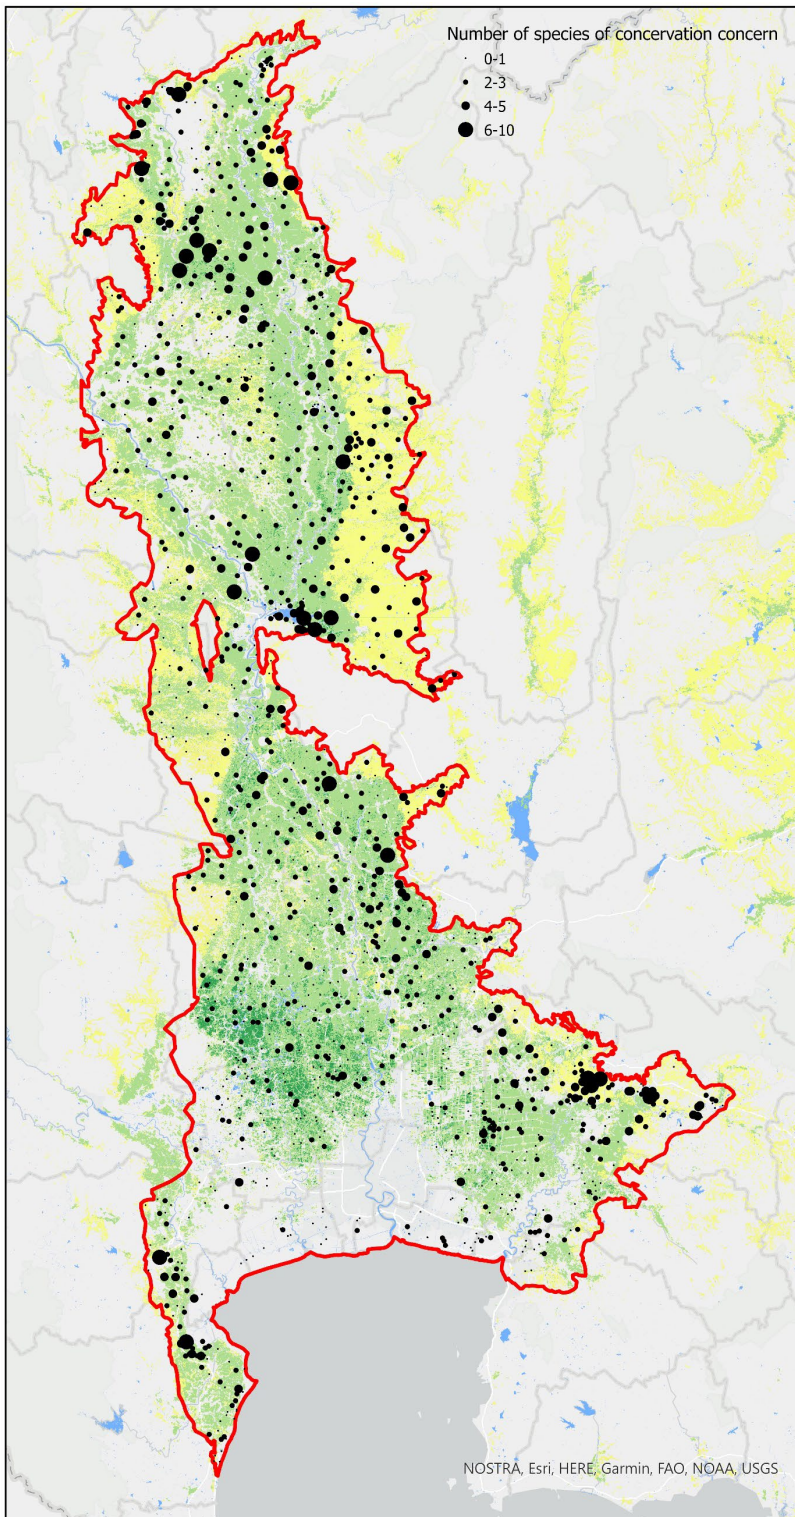 Number of species of concervation concern
0-1
2-3
4-5
6-10
NOSTRA, Esri, HERE, Garmin, FAO, NOAA, USGS